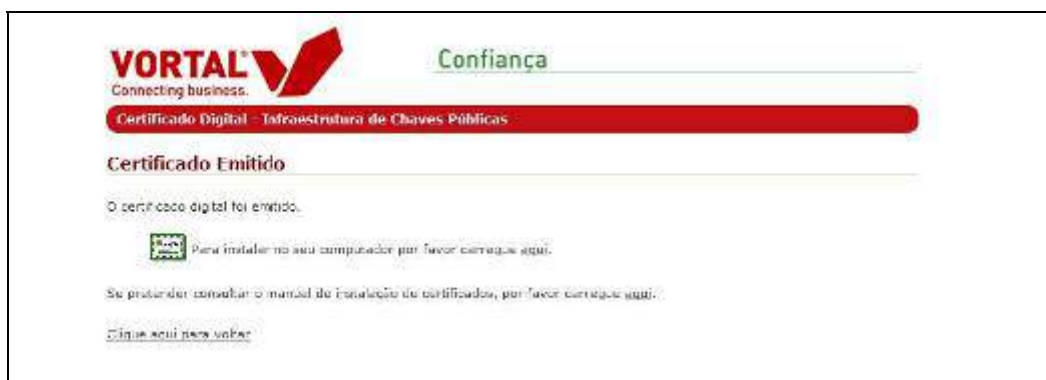 VORTAL
Connecting business.
Confiança
Certificado Digital - Infraestrutura de Chaves Públicas
Certificado Emitido
O certificado digital foi emitido.
Para instalar no seu computador por favor carregue aqui.
Se pretender consultar o manual de instalação de certificados, por favor carregue aqui.
Clique aqui para voltar